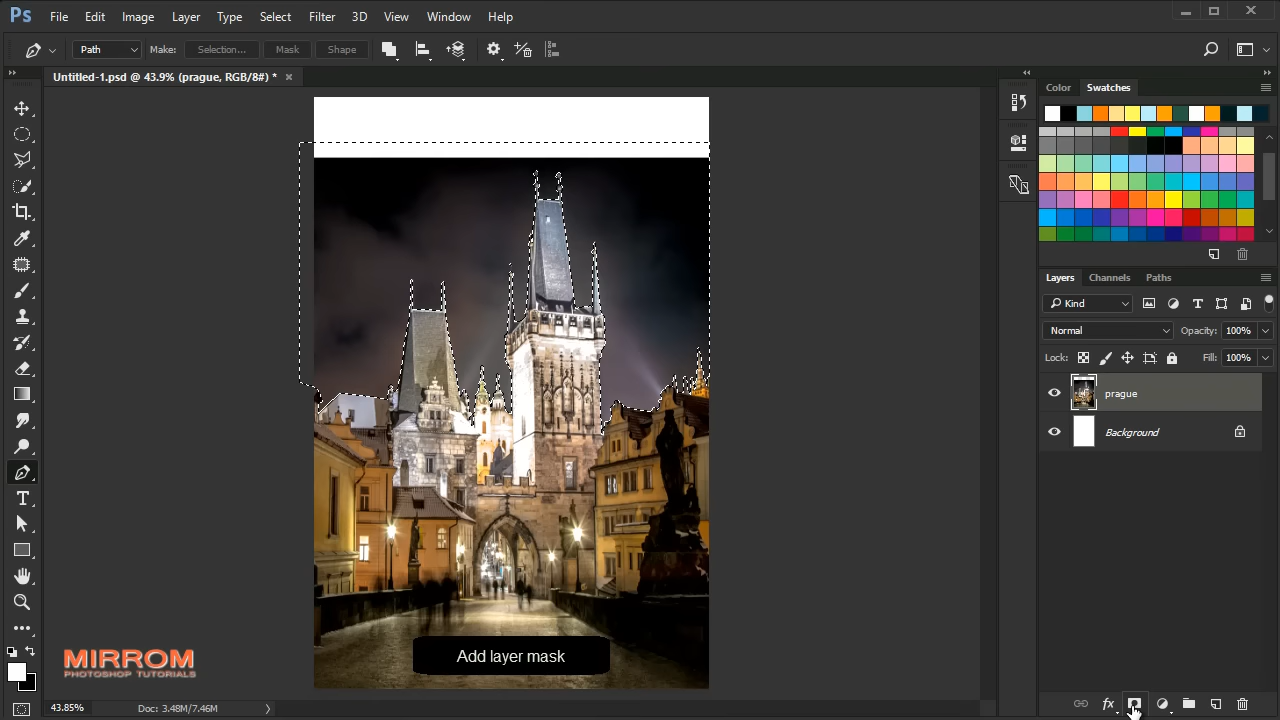 Ps File Edit Image Layer Type Select Filter 3D View Window Help
Path Make: Selection... Mask Shape
Untitled-1.psd @ 43.9% (prague, RGB/8#) *
Color Swatches
Layers Channels Paths
Kind
Normal Opacity: 100%
Lock: Fill: 100%
prague
Background
Add layer mask
MIRROM
PHOTOSHOP TUTORIALS
fx
43.85% Doc: 3.48M/7.46M